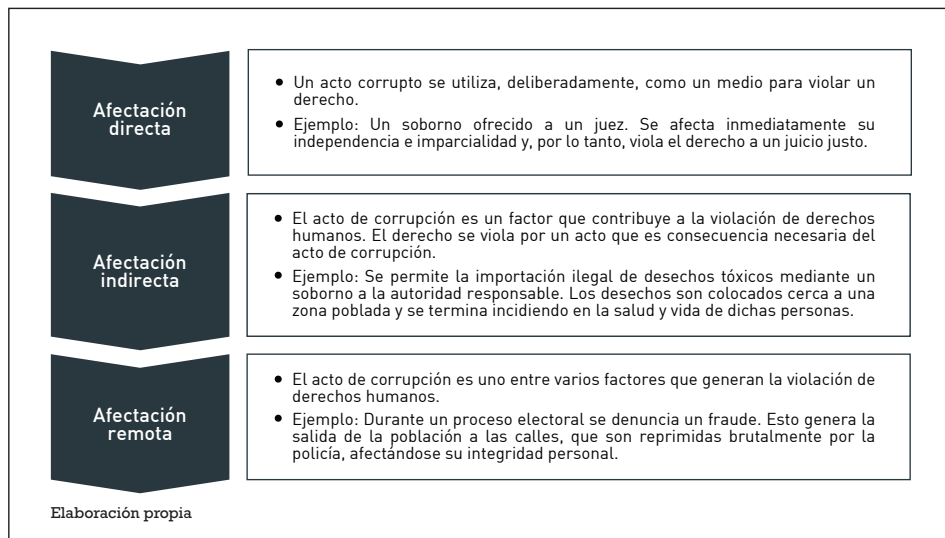 Afectación
directa
• Un acto corrupto se utiliza, deliberadamente, como un medio para violar un
derecho.
• Ejemplo: Un soborno ofrecido a un juez. Se afecta inmediatamente su
independencia e imparcialidad y, por lo tanto, viola el derecho a un juicio justo.
Afectación
indirecta
• El acto de corrupción es un factor que contribuye a la violación de derechos
humanos. El derecho se viola por un acto que es consecuencia necesaria del
acto de corrupción.
• Ejemplo: Se permite la importación ilegal de desechos tóxicos mediante un
soborno a la autoridad responsable. Los desechos son colocados cerca a una
zona poblada y se termina incidiendo en la salud y vida de dichas personas.
Afectación
remota
• El acto de corrupción es uno entre varios factores que generan la violación de
derechos humanos.
• Ejemplo: Durante un proceso electoral se denuncia un fraude. Esto genera la
salida de la población a las calles, que son reprimidas brutalmente por la
policía, afectándose su integridad personal.
Elaboración propia